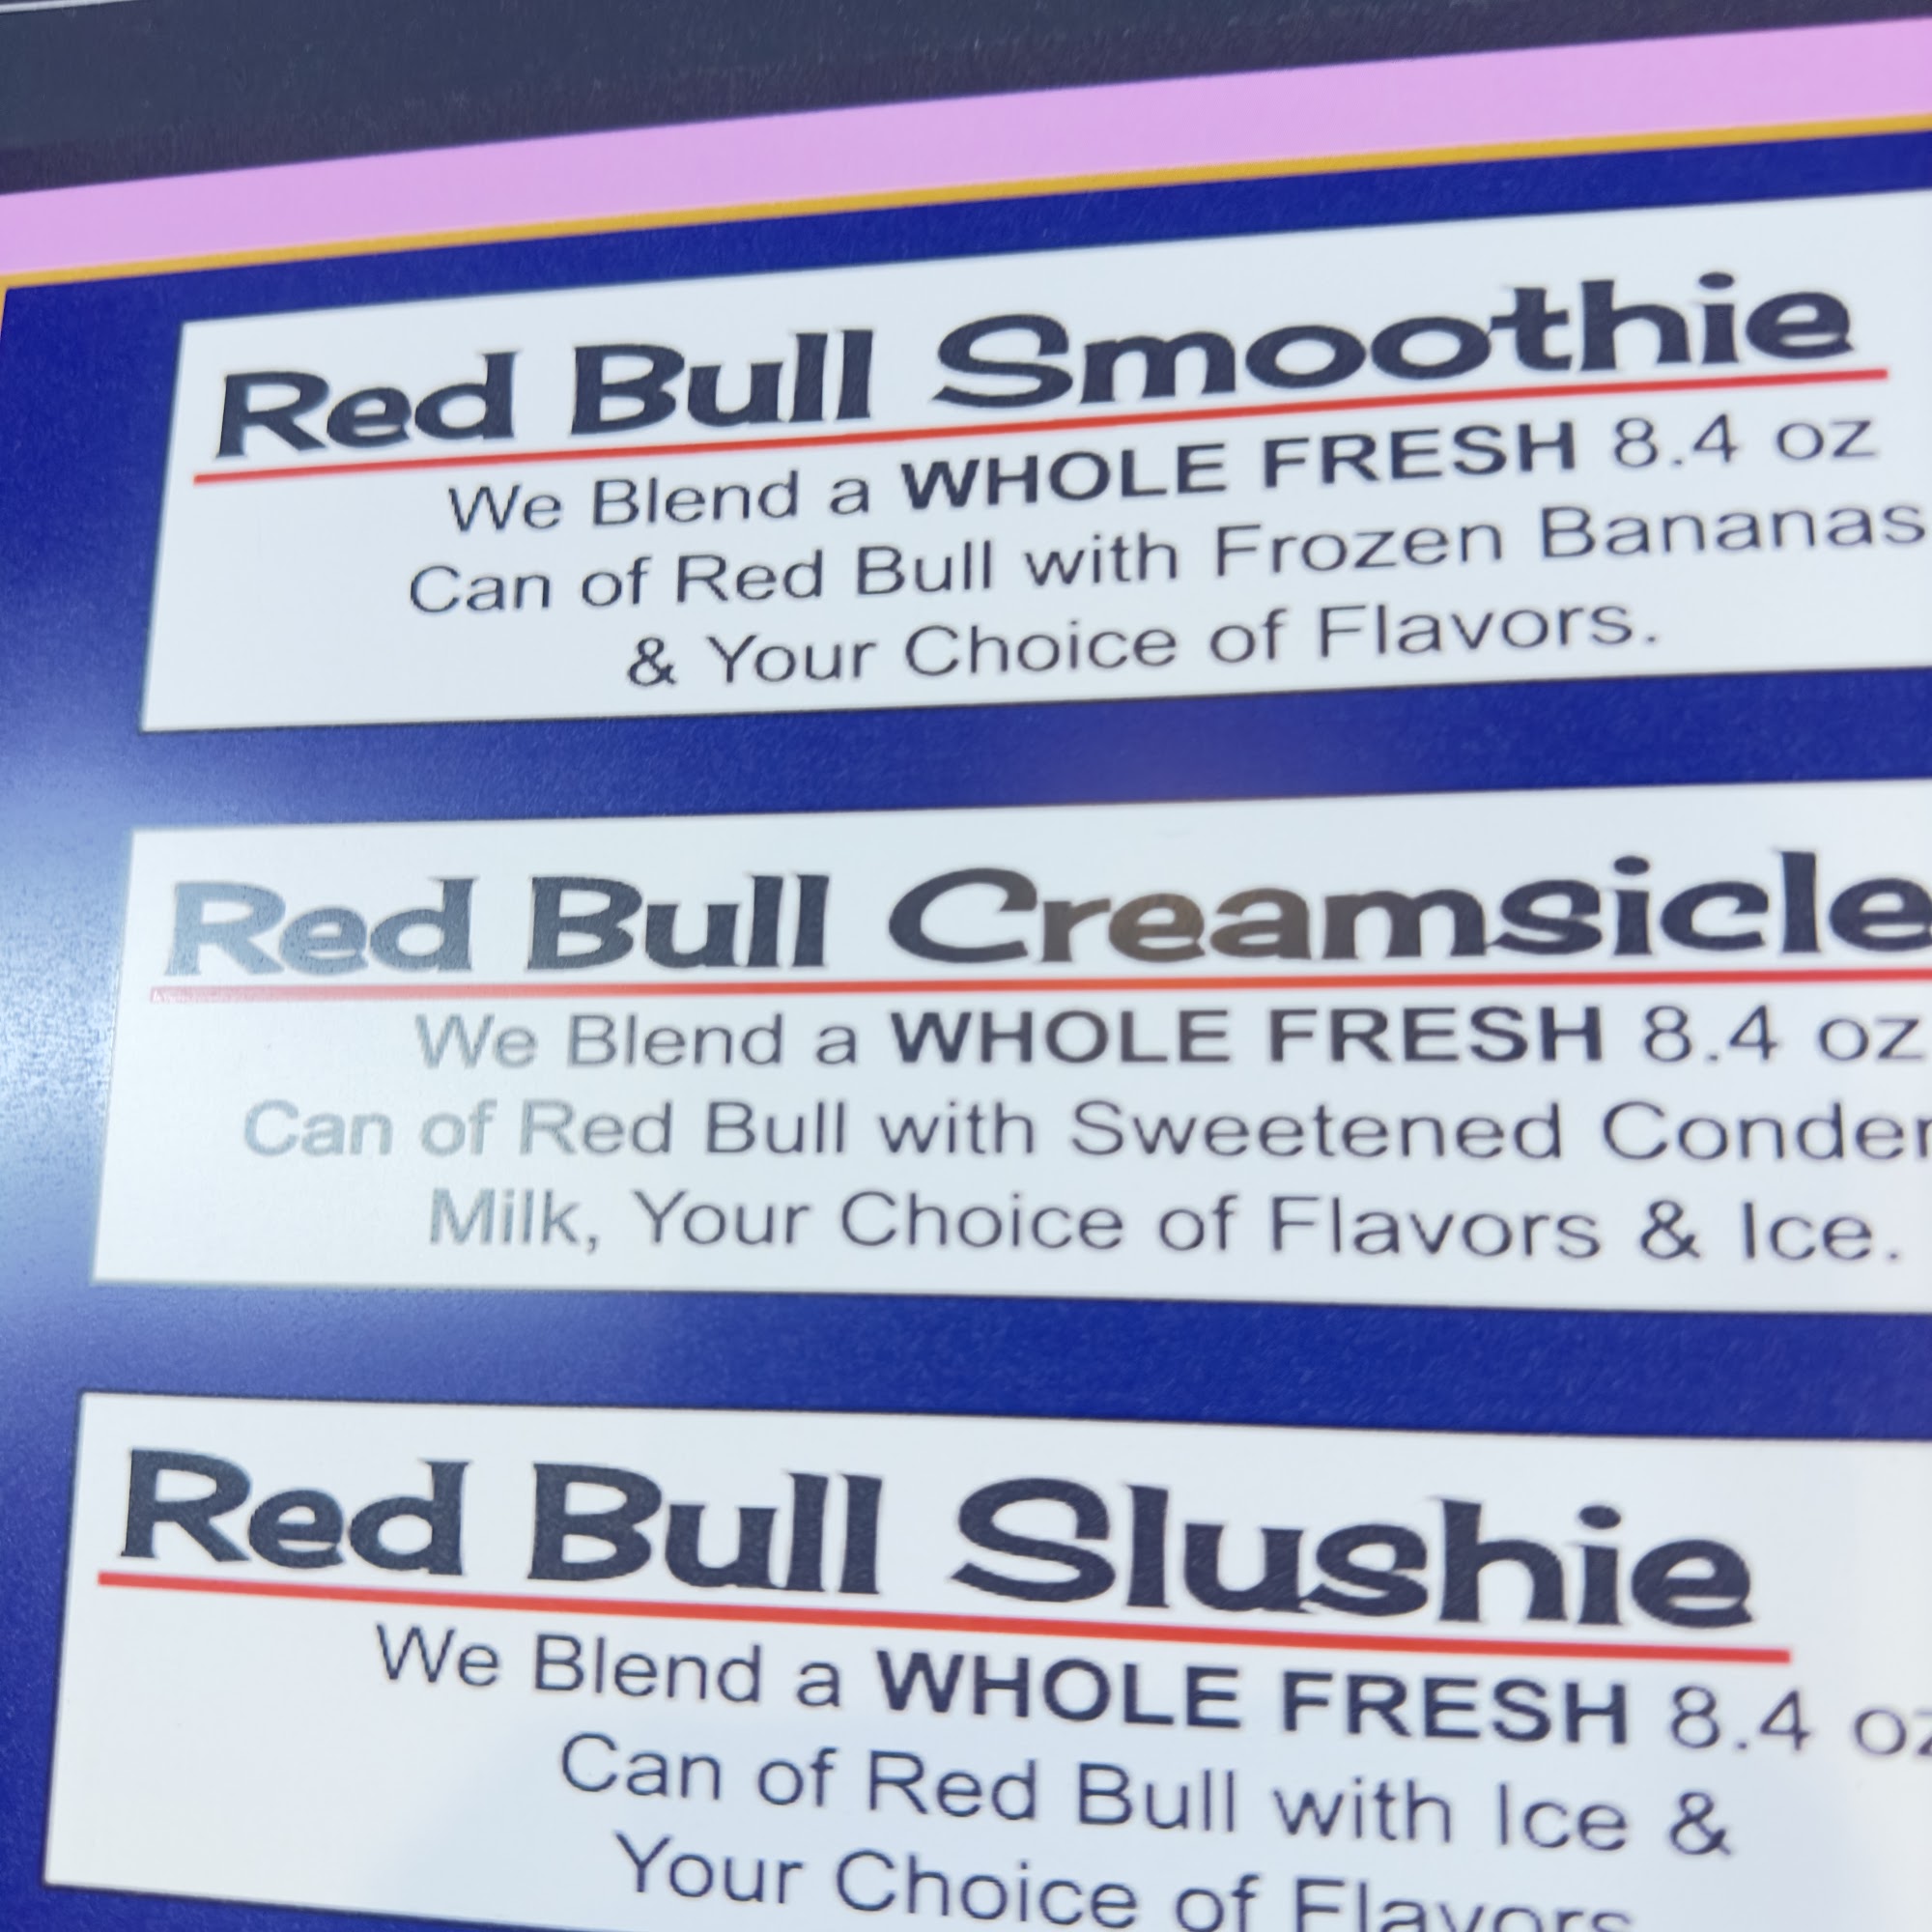 Red Bull Smoothie
We Blend a WHOLE FRESH 8.4 oz
Can of Red Bull with Frozen Bananas
& Your Choice of Flavors.
Red Bull Creamsicle
We Blend a WHOLE FRESH 8.4 oz
Can of Red Bull with Sweetened
Milk, Your Choice of Flavors & Ice.
Red Bull Slushie
We Blend a WHOLE FRESH 8.4 oz
Can of Red Bull with Ice &
Your Choice of Flavors